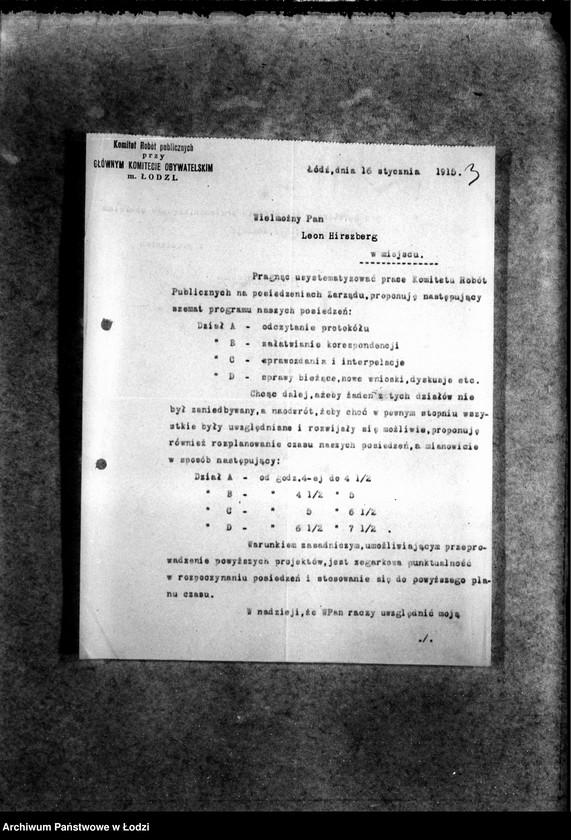 Komitet Robót publicznych
przy
GŁÓWNYM KOMITECIE OBYWATELSKIM
m. ŁODZI.
Łódź,dnia 16 stycznia 1915.
3
Wielmożny Pan
Leon Hirszberg
w miejscu.
Pragnąc usystematyzować prace Komitetu Robót
Publicznych na posiedzeniach Zarządu,proponuję następujący
szemat programu naszych posiedzeń:
Dział A - odczytanie protokółu
" B - załatwianie korespondencji
" C - sprawozdania i interpelacje
" D - sprawy bieżące,nowe wnioski,dyskusje etc.
Chcąc dalej,ażeby żaden z tych działów nie
był zaniedbywany,a naodwrót,żeby choć w pewnym stopniu wszy-
stkie były uwzględniane i rozwijały się możliwie,proponuję
również rozplanowanie czasu naszych posiedzeń,a mianowicie
w sposób następujący:
Dział A - od godz.4-ej do 4 1/2
" B - " 4 1/2 " 5
" C - " 5 " 6 1/2
" D - " 6 1/2 " 7 1/2 .
Warunkiem zasadniczym,umożliwiającym przepro-
wadzenie powyższych projektów,jest zegarkowa punktualność
w rozpoczynaniu posiedzeń i stosowanie się do powyższego pla-
nu czasu.
W nadzieji,że WPan raczy uwzględnić moją
./.
Archiwum Państwowe w Łodzi